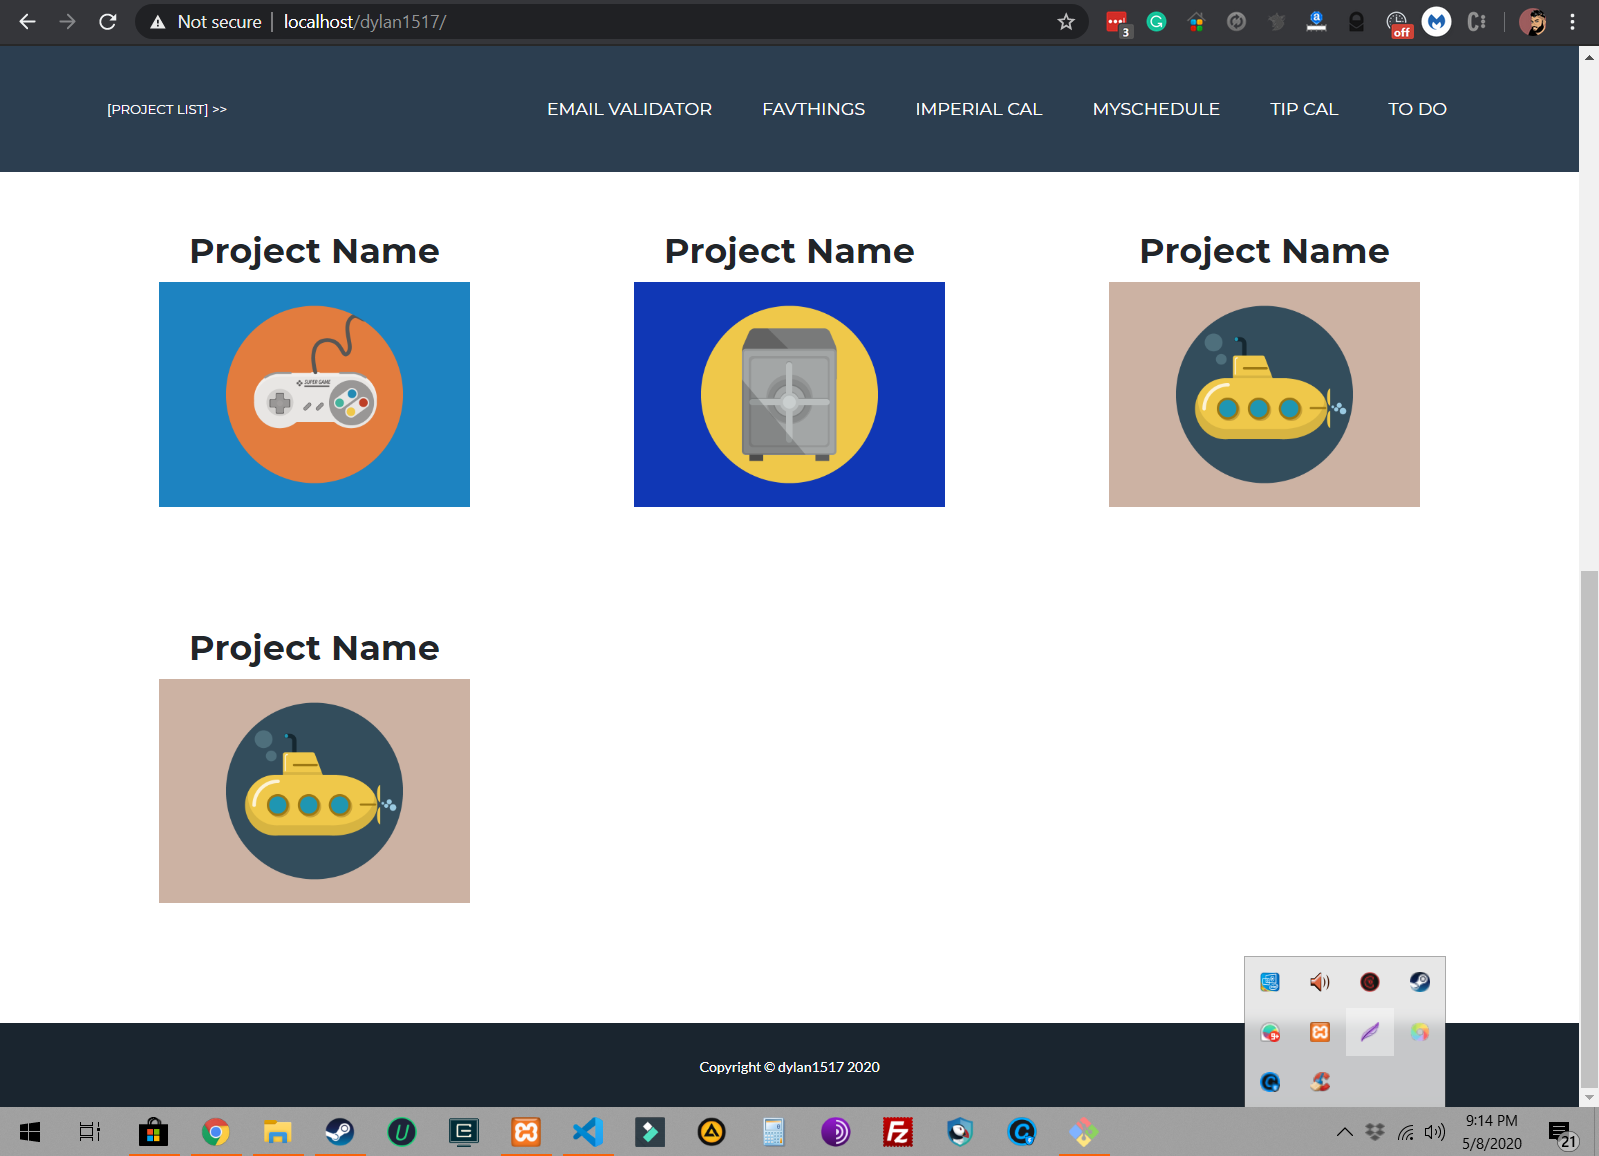 Not secure | localhost/dylan1517/
3
off
[PROJECT LIST] >>
EMAIL VALIDATOR FAVTHINGS IMPERIAL CAL MYSCHEDULE TIP CAL TO DO
Project Name Project Name Project Name
SUPER GAME
Project Name
Copyright © dylan1517 2020
9+
9:14 PM
5/8/2020
21